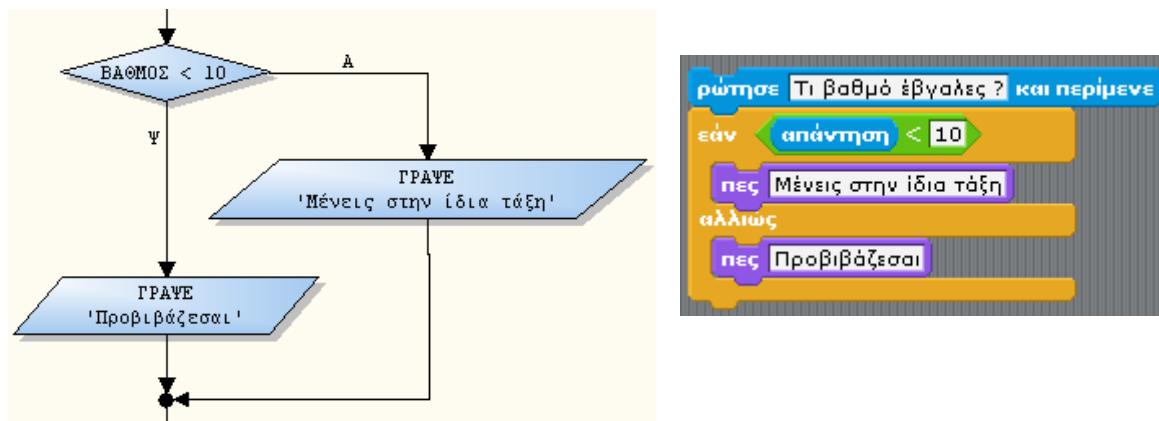 ΒΑΘΜΟΣ < 10
Α
Ψ
ΓΡΑΨΕ
'Μένεις στην ίδια τάξη'
ΓΡΑΨΕ
'Προβιβάζεσαι'
ρώτησε Τι βαθμό έβγαλες ? και περίμενε
εάν απάντηση < 10
πες Μένεις στην ίδια τάξη
αλλιώς
πες Προβιβάζεσαι